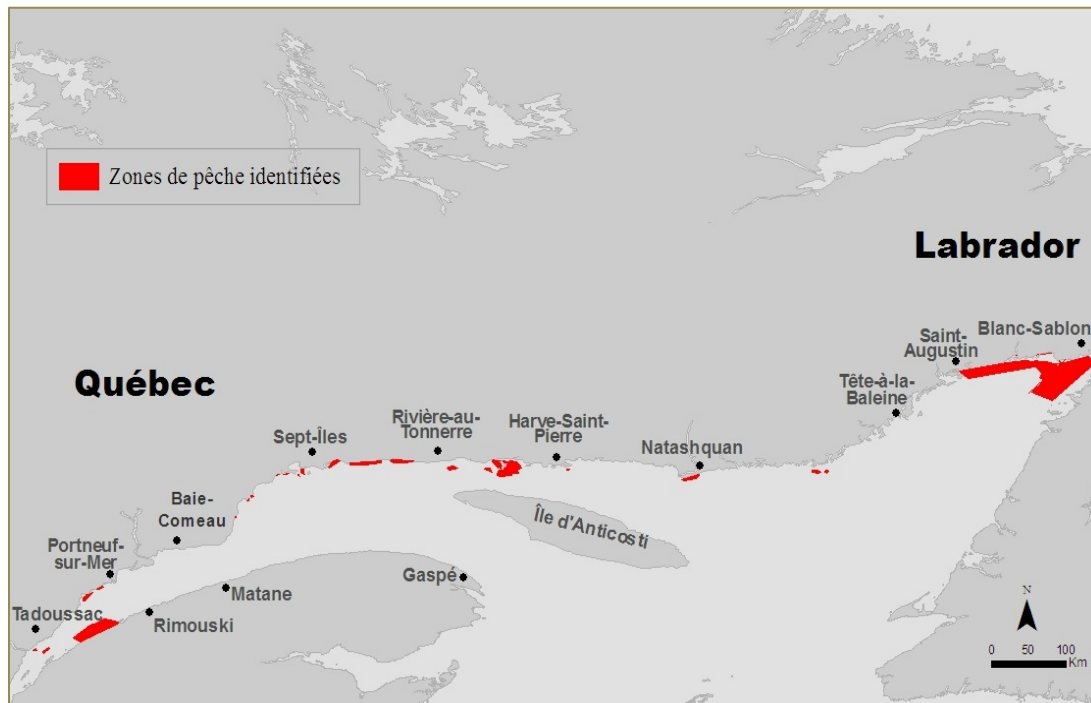 Zones de pêche identifiées
Labrador
Blanc-Sablon
Saint-
Augustin
Québec
Tête-à-la-
Baleine
Rivière-au-
Tonnerre
Harve-Saint-
Pierre
Sept-Îles
Natashquan
Baie-
Comeau
Île d'Anticosti
Portneuf-
sur-Mer
Gaspé
Matane
Tadoussac
Rimouski
N
0 50 100
Km